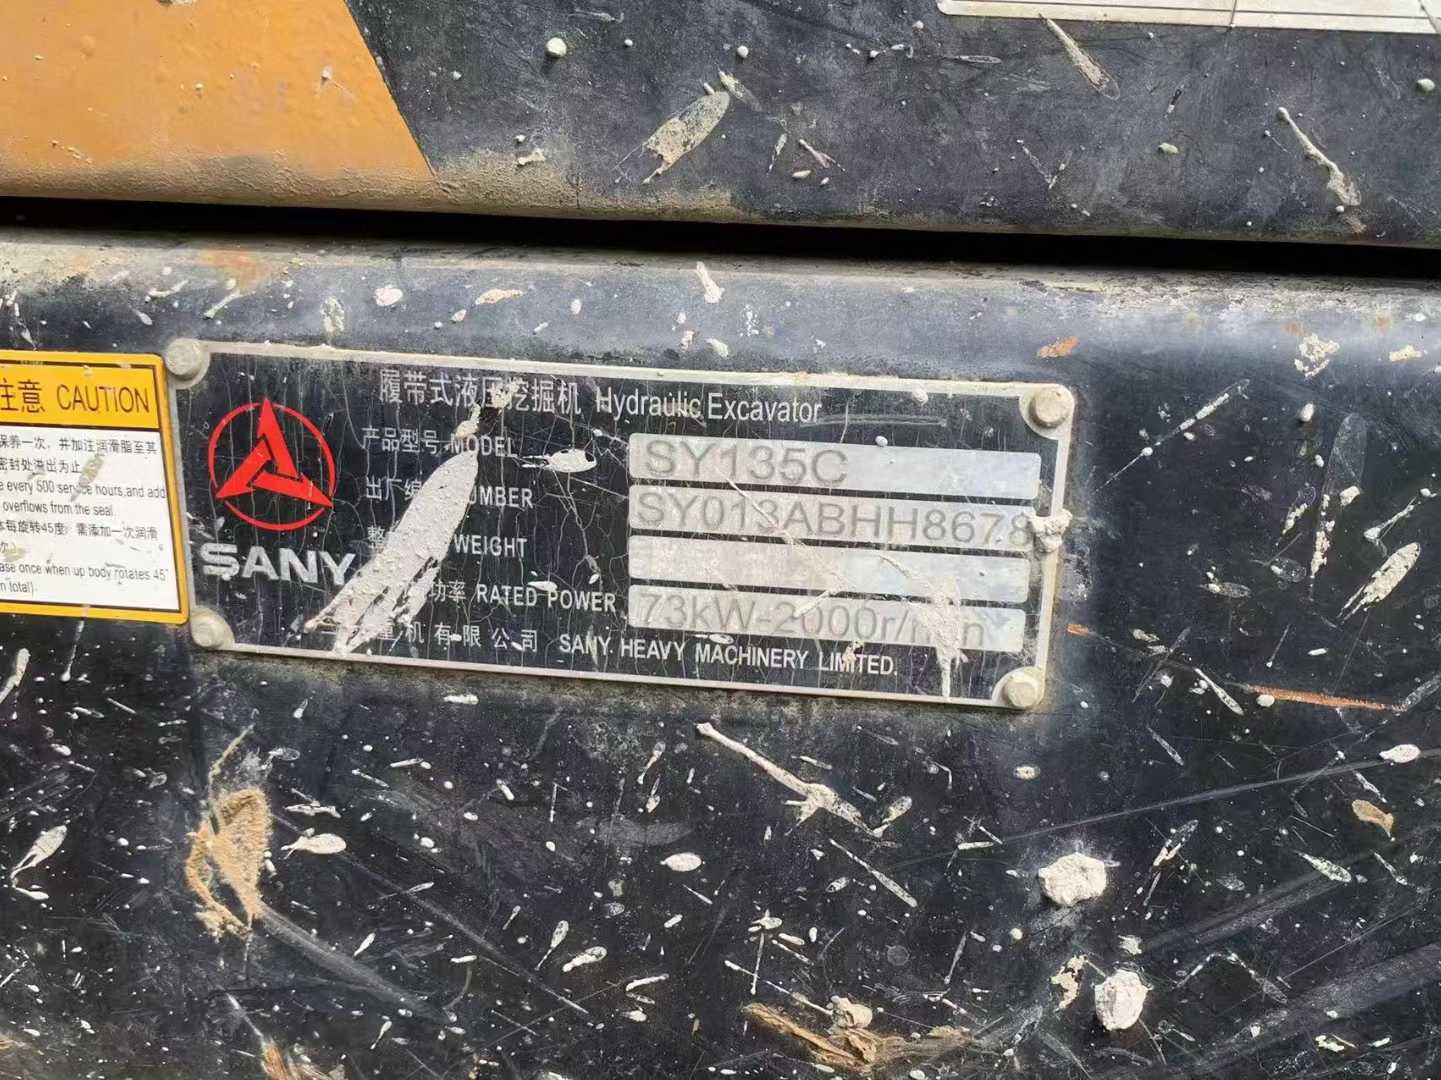 注意 CAUTION
保养一次，并加注润滑脂至其
密封处溢出为止
every 500 service hours,and add
overflows from the seal.
每旋转45度，需添加一次润滑
once when up body rotates 45°
total).
履带式液压挖掘机 Hydraulic Excavator
产品型号 MODEL SY135C
出厂编 SY013ABHH8678
整 WEIGHT
功率 RATED POWER 73kW-2000r/min
重机有限公司 SANY HEAVY MACHINERY LIMITED.
SANY